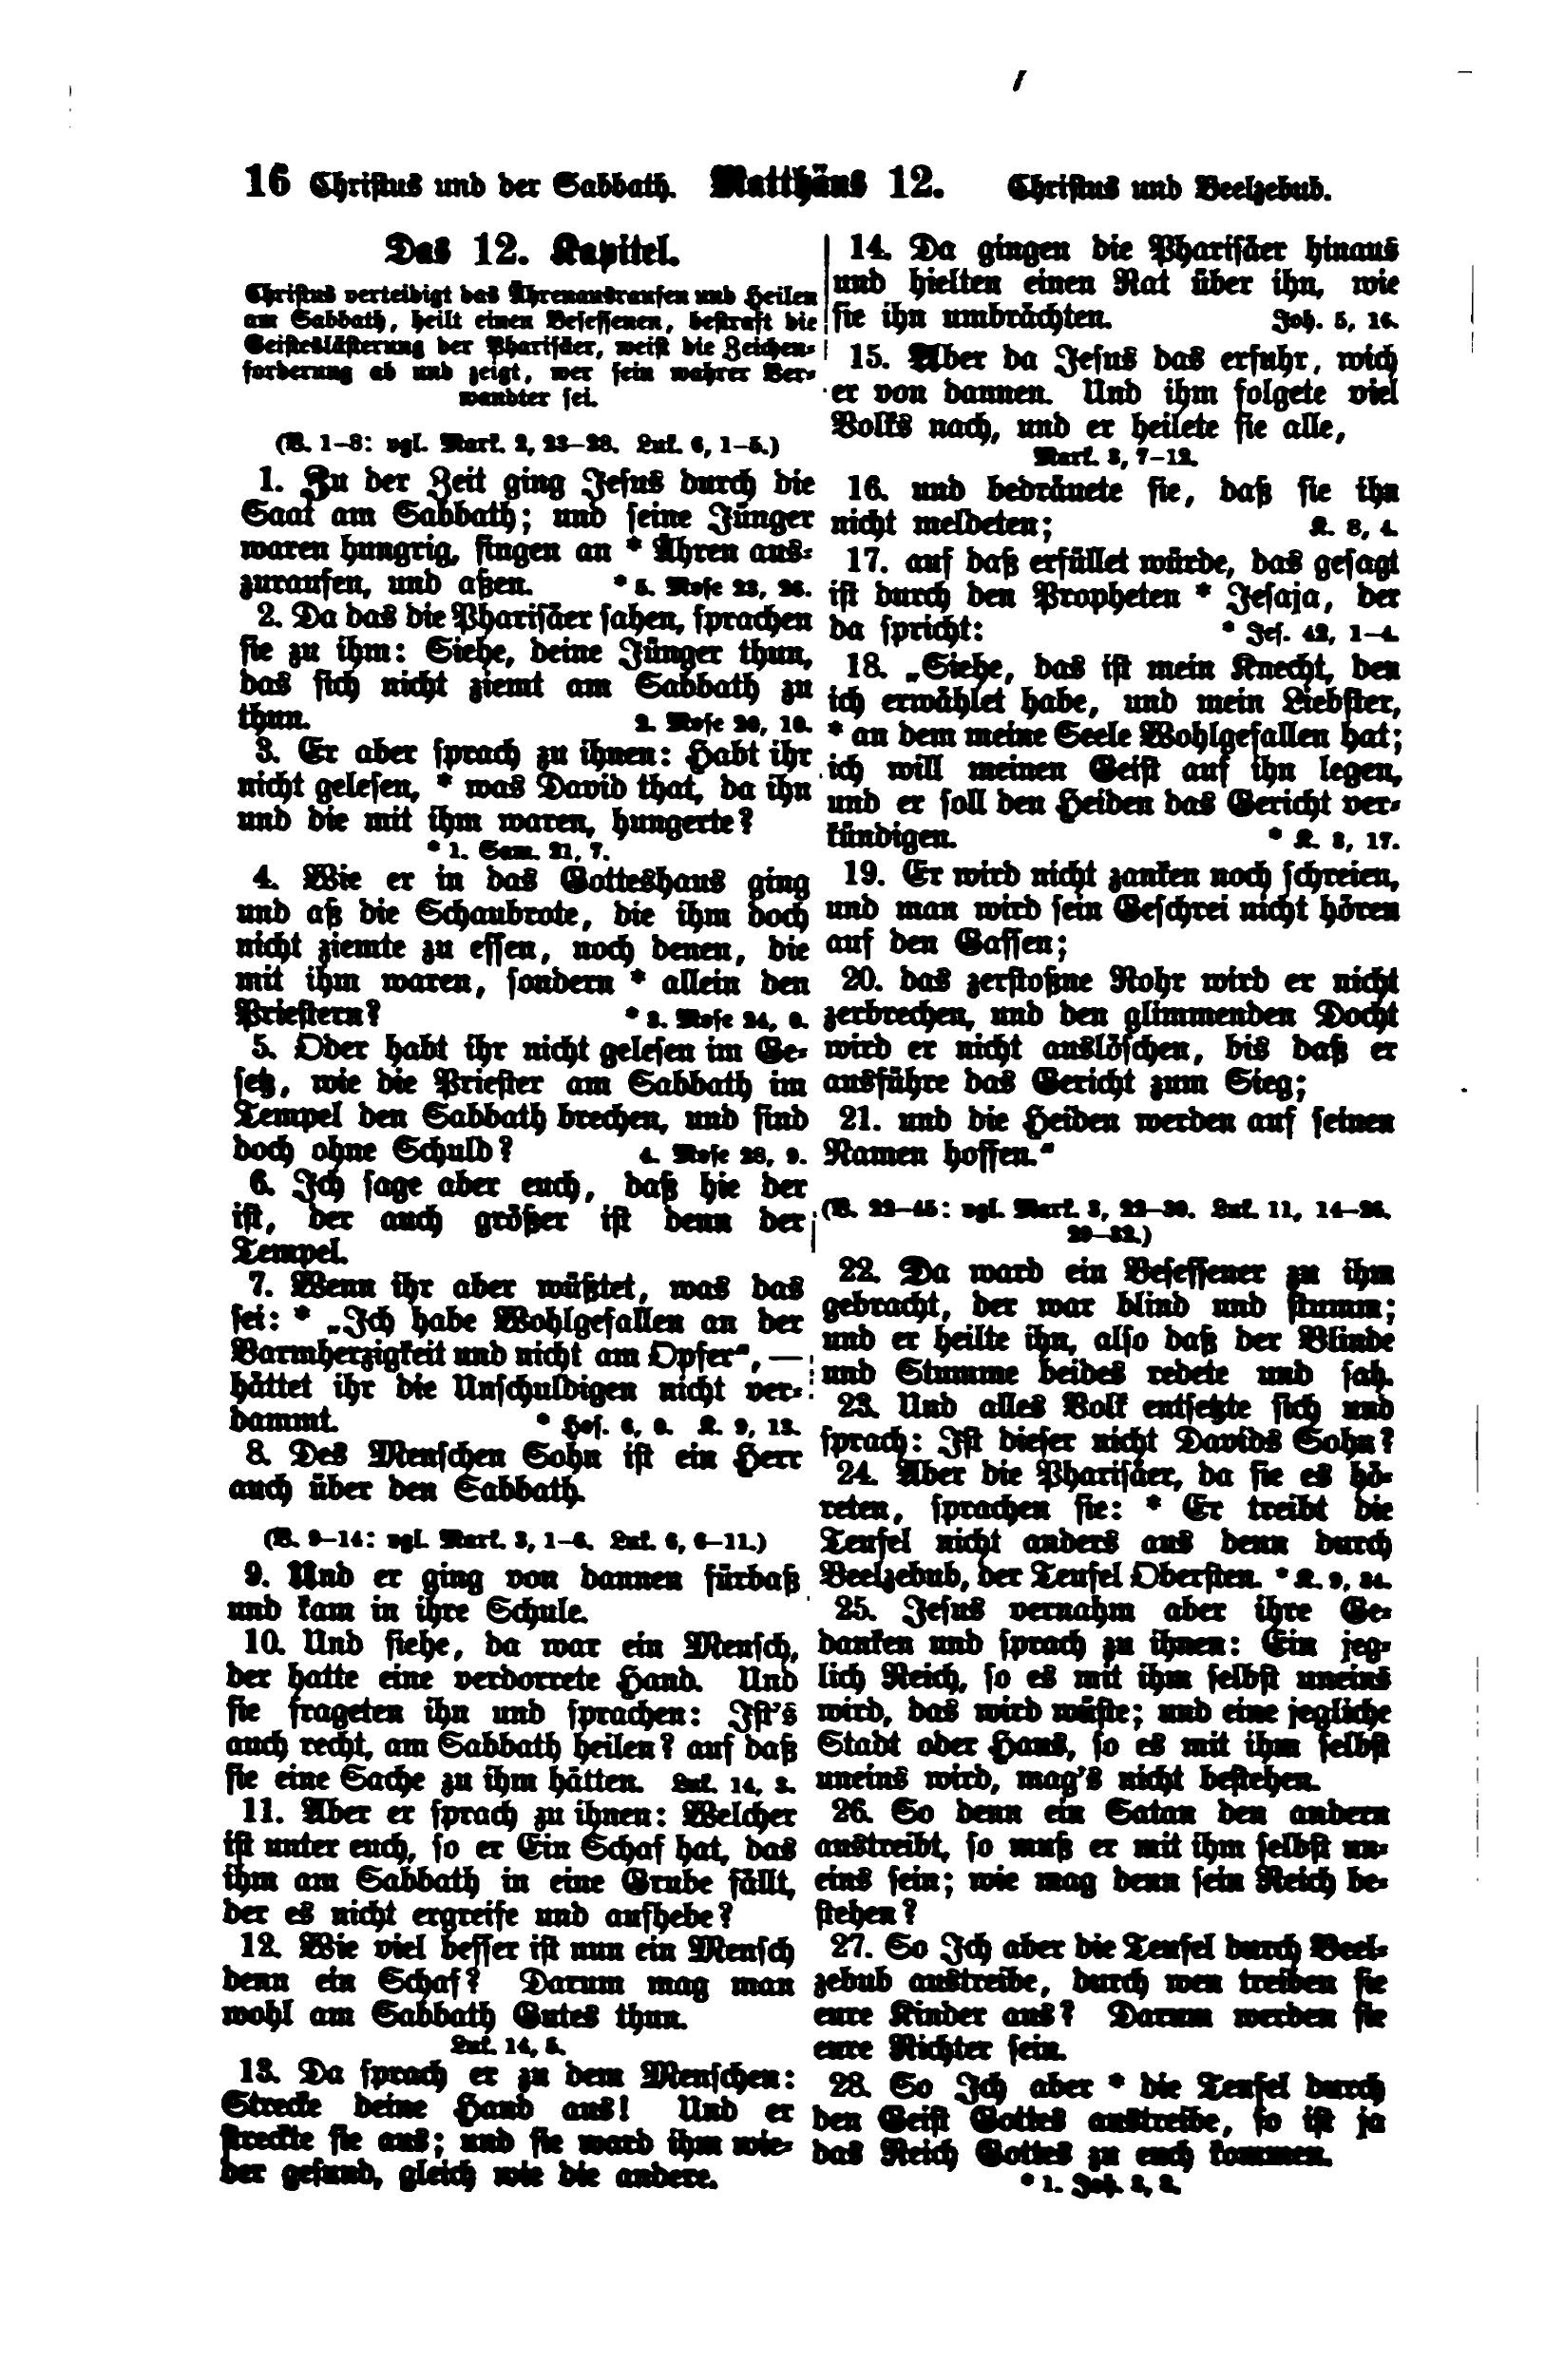 16 Christus und der Sabbath. Matthäus 12. Christus und Beelzebub.
Das 12. Kapitel.
Christus verteidigt das Ährenausraufen und Heilen
am Sabbath, heilt einen Besessenen, bestraft die
Geisteslästerung der Pharisäer, weist die Zeichen-
forderung ab und zeigt, wer sein wahrer Ver-
wandter sei.
(V. 1–8: vgl. Mark. 2, 23–28. Luk. 6, 1–5.)
1. Zu der Zeit ging Jesus durch die
Saat am Sabbath; und seine Jünger
waren hungrig, fingen an * Ähren aus-
zuraufen, und aßen. * 5. Mose 23, 26.
2. Da das die Pharisäer sahen, sprachen
sie zu ihm: Siehe, deine Jünger thun,
das sich nicht ziemt am Sabbath zu
thun. 2. Mose 20, 10.
3. Er aber sprach zu ihnen: Habt ihr
nicht gelesen, * was David that, da ihn
und die mit ihm waren, hungerte?
* 1. Sam. 21, 7.
4. Wie er in das Gotteshaus ging
und aß die Schaubrote, die ihm doch
nicht ziemte zu essen, noch denen, die
mit ihm waren, sondern * allein den
Priestern? * 3. Mose 24, 9.
5. Oder habt ihr nicht gelesen im Ge-
setz, wie die Priester am Sabbath im
Tempel den Sabbath brechen, und sind
doch ohne Schuld? 4. Mose 28, 9.
6. Ich sage aber euch, daß hie der
ist, der auch größer ist denn der
Tempel.
7. Wenn ihr aber wüßtet, was das
sei: * „Ich habe Wohlgefallen an der
Barmherzigkeit und nicht am Opfer“, —
hättet ihr die Unschuldigen nicht ver-
dammt. * Hos. 6, 6. K. 9, 13.
8. Des Menschen Sohn ist ein Herr
auch über den Sabbath.
(V. 9–14: vgl. Mark. 3, 1–6. Luk. 6, 6–11.)
9. Und er ging von dannen fürbaß
und kam in ihre Schule.
10. Und siehe, da war ein Mensch,
der hatte eine verdorrete Hand. Und
sie frageten ihn und sprachen: Ist's
auch recht, am Sabbath heilen? auf daß
sie eine Sache zu ihm hätten. Luk. 14, 3.
11. Aber er sprach zu ihnen: Welcher
ist unter euch, so er Ein Schaf hat, das
ihm am Sabbath in eine Grube fällt,
der es nicht ergreife und aufhebe?
12. Wie viel besser ist nun ein Mensch
denn ein Schaf? Darum mag man
wohl am Sabbath Gutes thun.
Luk. 14, 5.
13. Da sprach er zu dem Menschen:
Strecke deine Hand aus! Und er
streckte sie aus; und sie ward ihm wie-
der gesund, gleich wie die andere.
14. Da gingen die Pharisäer hinaus
und hielten einen Rat über ihn, wie
sie ihn umbrächten. Joh. 5, 16.
15. Aber da Jesus das erfuhr, wich
er von dannen. Und ihm folgete viel
Volks nach, und er heilete sie alle,
Mark. 3, 7–12.
16. und bedräuete sie, daß sie ihn
nicht meldeten; K. 8, 4.
17. auf daß erfüllet würde, das gesagt
ist durch den Propheten * Jesaja, der
da spricht: * Jes. 42, 1–4.
18. „Siehe, das ist mein Knecht, den
ich erwählet habe, und mein Liebster,
* an dem meine Seele Wohlgefallen hat;
ich will meinen Geist auf ihn legen,
und er soll den Heiden das Gericht ver-
kündigen. * K. 3, 17.
19. Er wird nicht zanken noch schreien,
und man wird sein Geschrei nicht hören
auf den Gassen;
20. das zerstoßne Rohr wird er nicht
zerbrechen, und den glimmenden Docht
wird er nicht auslöschen, bis daß er
ausführe das Gericht zum Sieg;
21. und die Heiden werden auf seinen
Namen hoffen.“
(V. 22–45: vgl. Mark. 3, 22–30. Luk. 11, 14–26.
29–32.)
22. Da ward ein Besessener zu ihm
gebracht, der war blind und stumm;
und er heilte ihn, also daß der Blinde
und Stumme beides redete und sah.
23. Und alles Volk entsetzte sich und
sprach: Ist dieser nicht Davids Sohn?
24. Aber die Pharisäer, da sie es hö-
reten, sprachen sie: * Er treibt die
Teufel nicht anders aus denn durch
Beelzebub, der Teufel Obersten. * K. 9, 34.
25. Jesus vernahm aber ihre Ge-
danken und sprach zu ihnen: Ein jeg-
lich Reich, so es mit ihm selbst uneins
wird, das wird wüste; und eine jegliche
Stadt oder Haus, so es mit ihm selbst
uneins wird, mag's nicht bestehen.
26. So denn ein Satan den andern
austreibt, so muß er mit ihm selbst un-
eins sein; wie mag denn sein Reich be-
stehen?
27. So Ich aber die Teufel durch Beel-
zebub austreibe, durch wen treiben sie
eure Kinder aus? Darum werden sie
eure Richter sein.
28. So Ich aber * die Teufel durch
den Geist Gottes austreibe, so ist ja
das Reich Gottes zu euch kommen.
* 1. Joh. 3, 8.